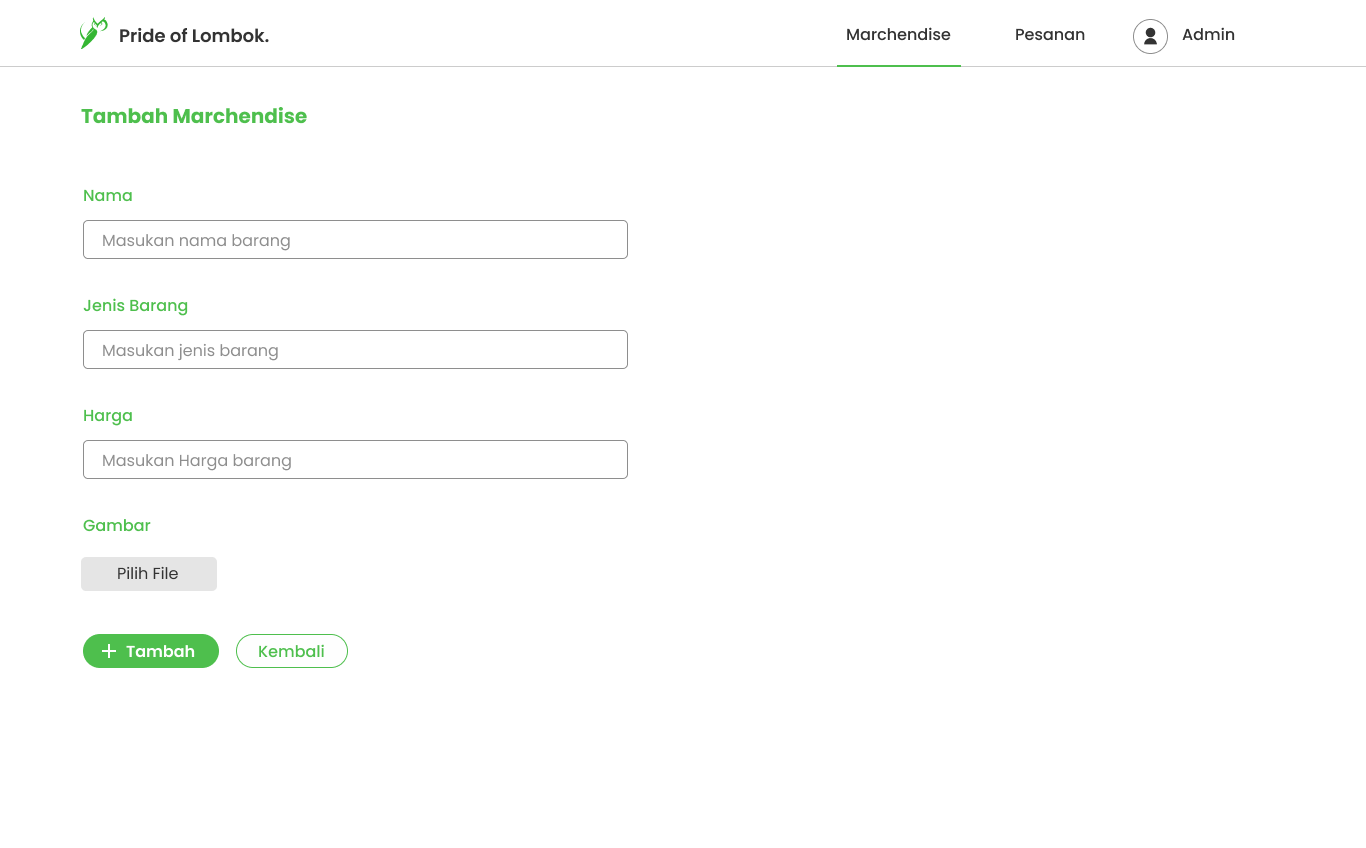 Pride of Lombok.
Marchendise
Pesanan
Admin
Tambah Marchendise
Nama
Masukan nama barang
Jenis Barang
Masukan jenis barang
Harga
Masukan Harga barang
Gambar
Pilih File
Tambah
Kembali